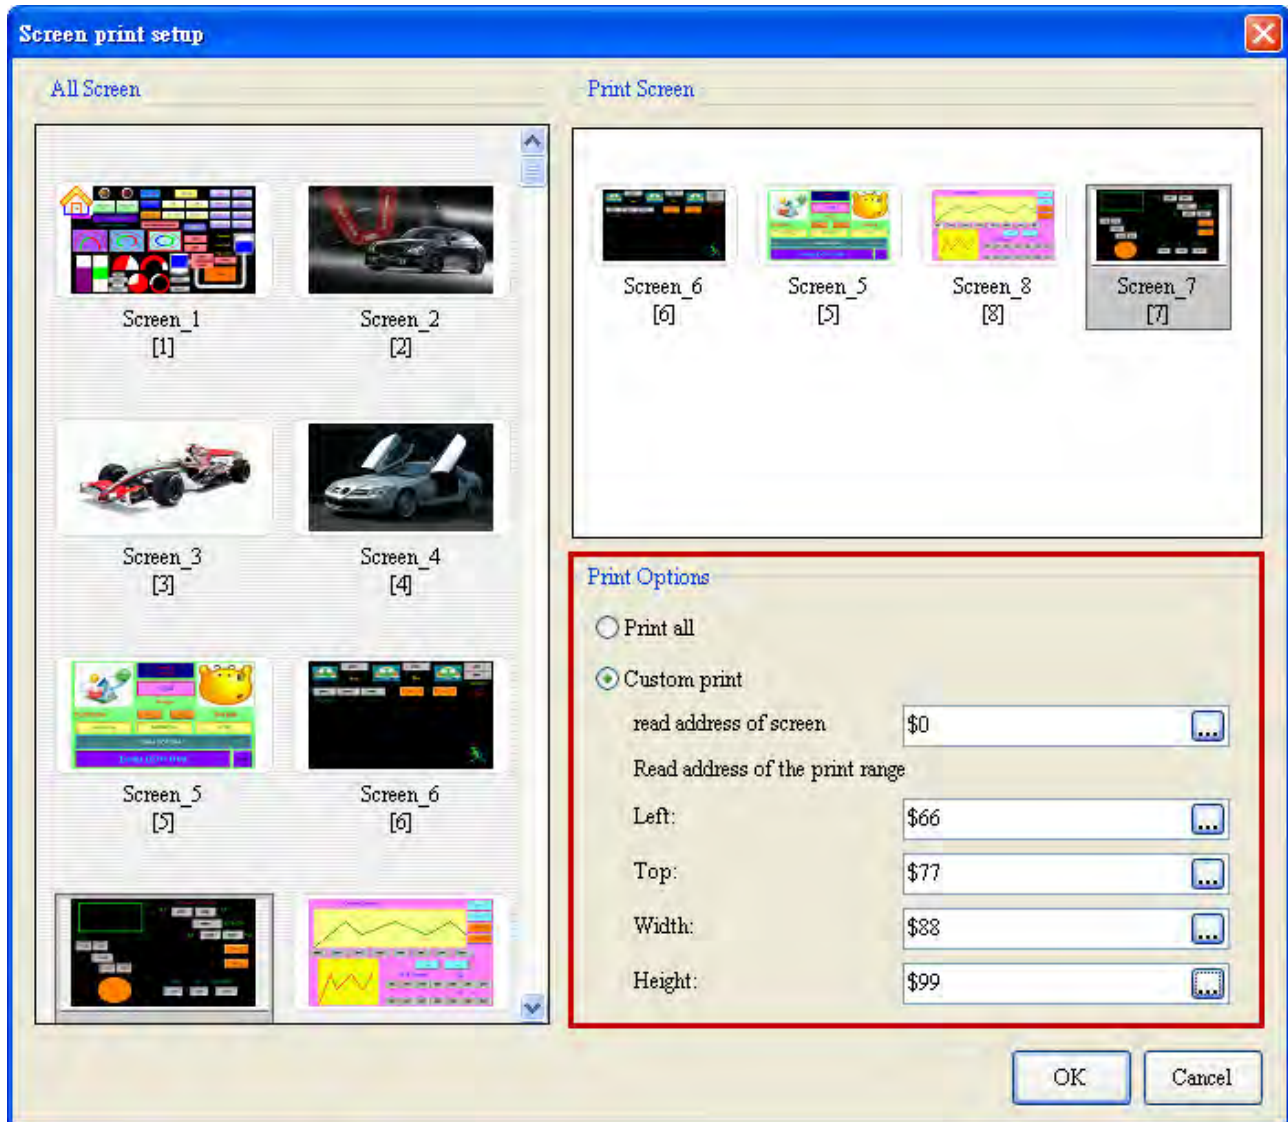 Screen print setup
All Screen
Screen_1
[1]
Screen_2
[2]
Screen_3
[3]
Screen_4
[4]
Screen_5
[5]
Screen_6
[6]
Print Screen
Screen_6
[6]
Screen_5
[5]
Screen_8
[8]
Screen_7
[7]
Print Options
Print all
Custom print
read address of screen
$0
...
Read address of the print range
Left:
$66
...
Top:
$77
...
Width:
$88
...
Height:
$99
...
OK
Cancel